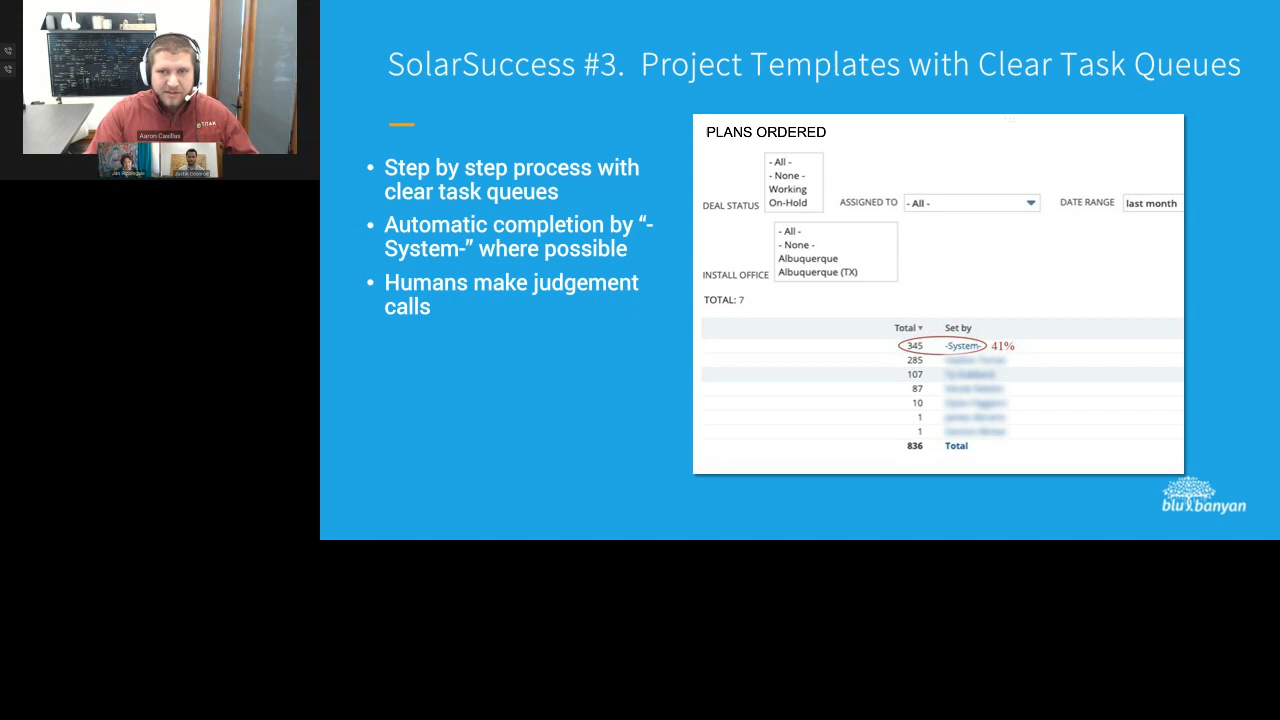 SolarSuccess #3. Project Templates with Clear Task Queues
TITAN
Aaron Casillas
• Step by step process with
clear task queues
• Automatic completion by “-
System-” where possible
• Humans make judgement
calls
PLANS ORDERED
DEAL STATUS
- All -
- None -
Working
On-Hold
ASSIGNED TO
- All -
DATE RANGE
last month
INSTALL OFFICE
- All -
- None -
Albuquerque
Albuquerque (TX)
TOTAL: 7
Total Set by
345 -System- 41%
285
107
87
10
1
1
836 Total
blu banyan